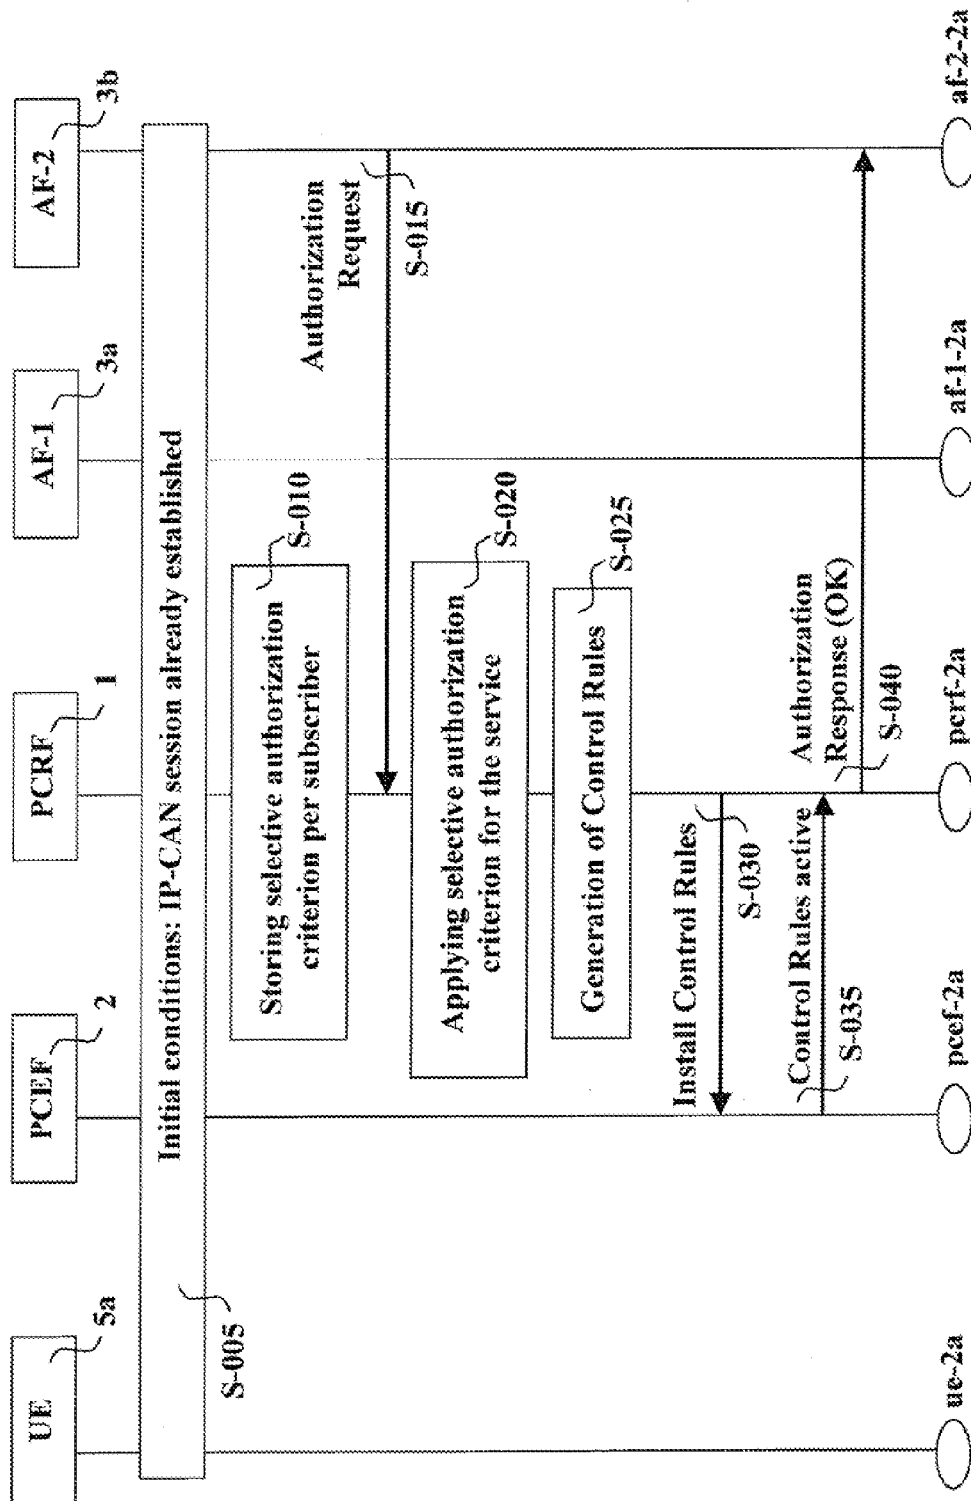 UE
5a
PCEF
2
PCRF
1
AF-1
3a
AF-2
3b
Initial conditions: IP-CAN session already established
S-005
Storing selective authorization
criterion per subscriber
S-010
Authorization
Request
S-015
Applying selective authorization
criterion for the service
S-020
Generation of Control Rules
S-025
Install Control Rules
S-030
Control Rules active
S-035
Authorization
Response (OK)
S-040
ue-2a
pcef-2a
pcrf-2a
af-1-2a
af-2-2a